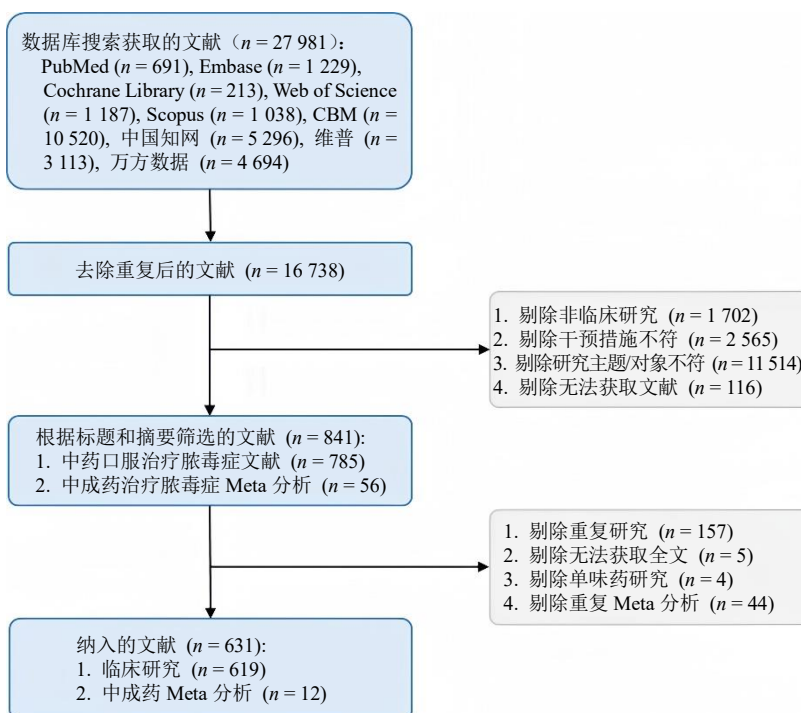 数据库搜索获取的文献（n = 27 981）：
PubMed (n = 691), Embase (n = 1 229),
Cochrane Library (n = 213), Web of Science
(n = 1 187), Scopus (n = 1 038), CBM (n =
10 520), 中国知网 (n = 5 296), 维普 (n =
3 113), 万方数据 (n = 4 694)
去除重复后的文献 (n = 16 738)
1. 剔除非临床研究 (n = 1 702)
2. 剔除干预措施不符 (n = 2 565)
3. 剔除研究主题/对象不符 (n = 11 514)
4. 剔除无法获取文献 (n = 116)
根据标题和摘要筛选的文献 (n = 841):
1. 中药口服治疗脓毒症文献 (n = 785)
2. 中成药治疗脓毒症 Meta 分析 (n = 56)
1. 剔除重复研究 (n = 157)
2. 剔除无法获取全文 (n = 5)
3. 剔除单味药研究 (n = 4)
4. 剔除重复 Meta 分析 (n = 44)
纳入的文献 (n = 631):
1. 临床研究 (n = 619)
2. 中成药 Meta 分析 (n = 12)